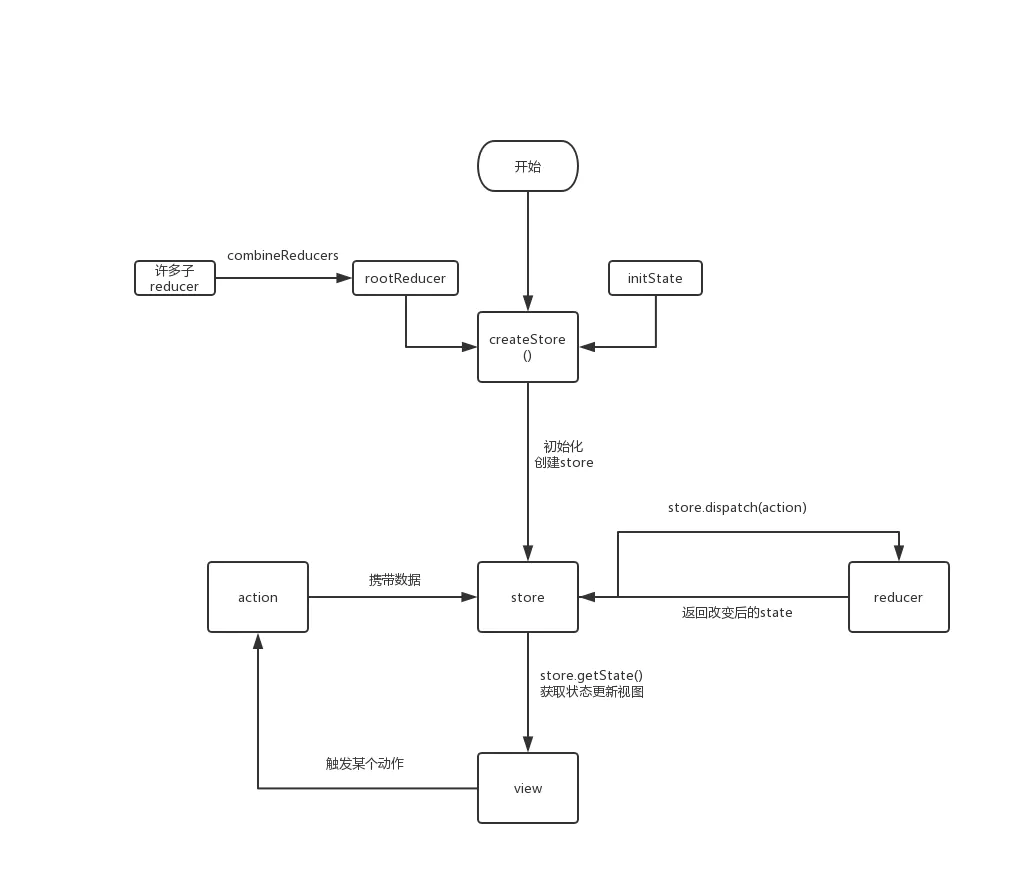 开始
combineReducers
许多子
reducer
rootReducer
initState
createStore
()
初始化
创建store
store.dispatch(action)
action
携带数据
store
reducer
返回改变后的state
store.getState()
获取状态更新视图
触发某个动作
view